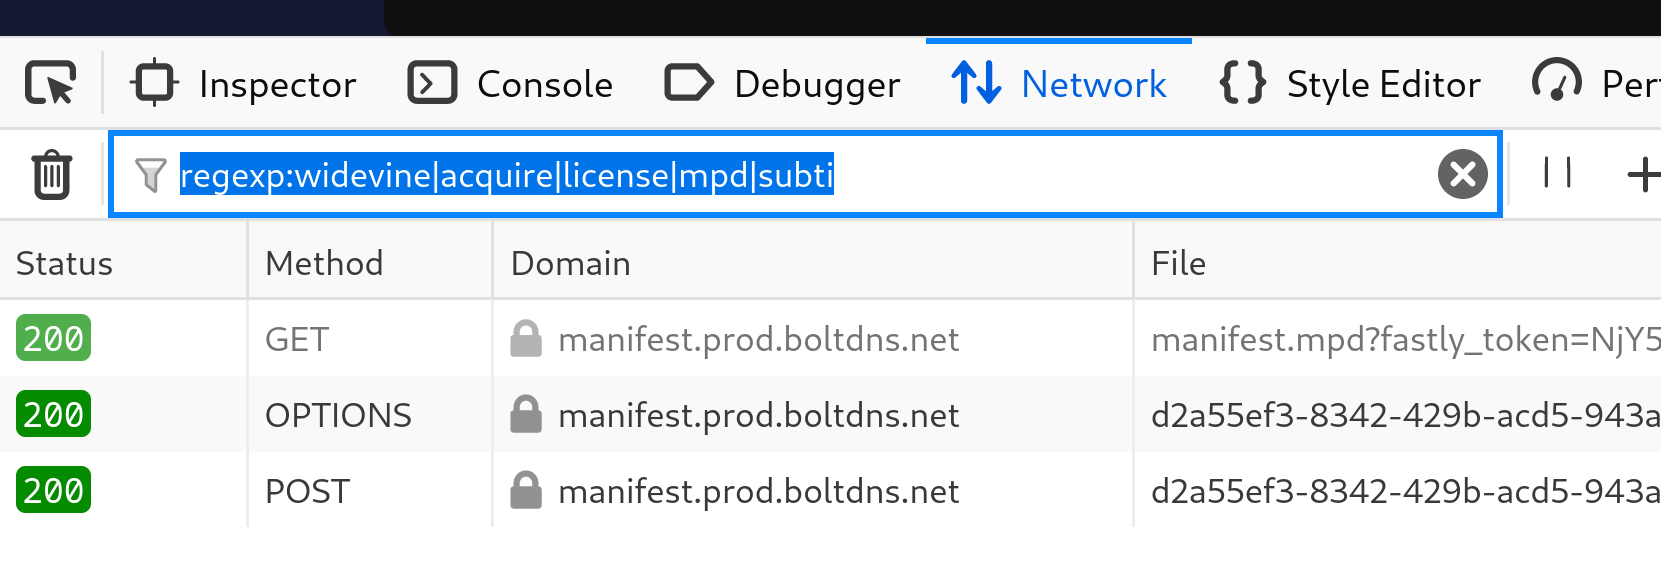 Inspector Console Debugger Network Style Editor
regexp:widevine|acquire|license|mpd|subti
Status Method Domain File
200 GET manifest.prod.boltdns.net manifest.mpd?fastly_token=NjY5
200 OPTIONS manifest.prod.boltdns.net d2a55ef3-8342-429b-acd5-943a
200 POST manifest.prod.boltdns.net d2a55ef3-8342-429b-acd5-943a